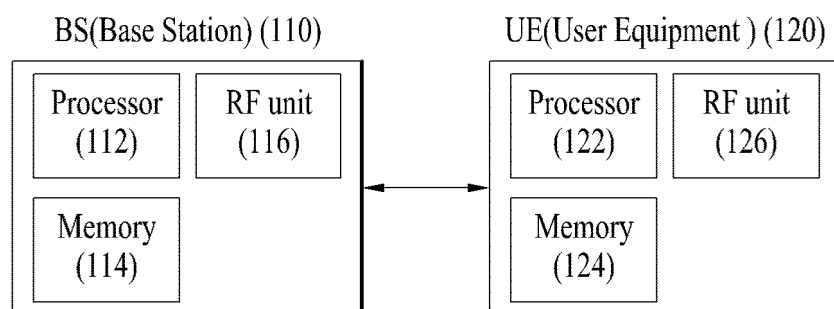 BS(Base Station) (110)
UE(User Equipment ) (120)
Processor
(112)
RF unit
(116)
Memory
(114)
Processor
(122)
RF unit
(126)
Memory
(124)